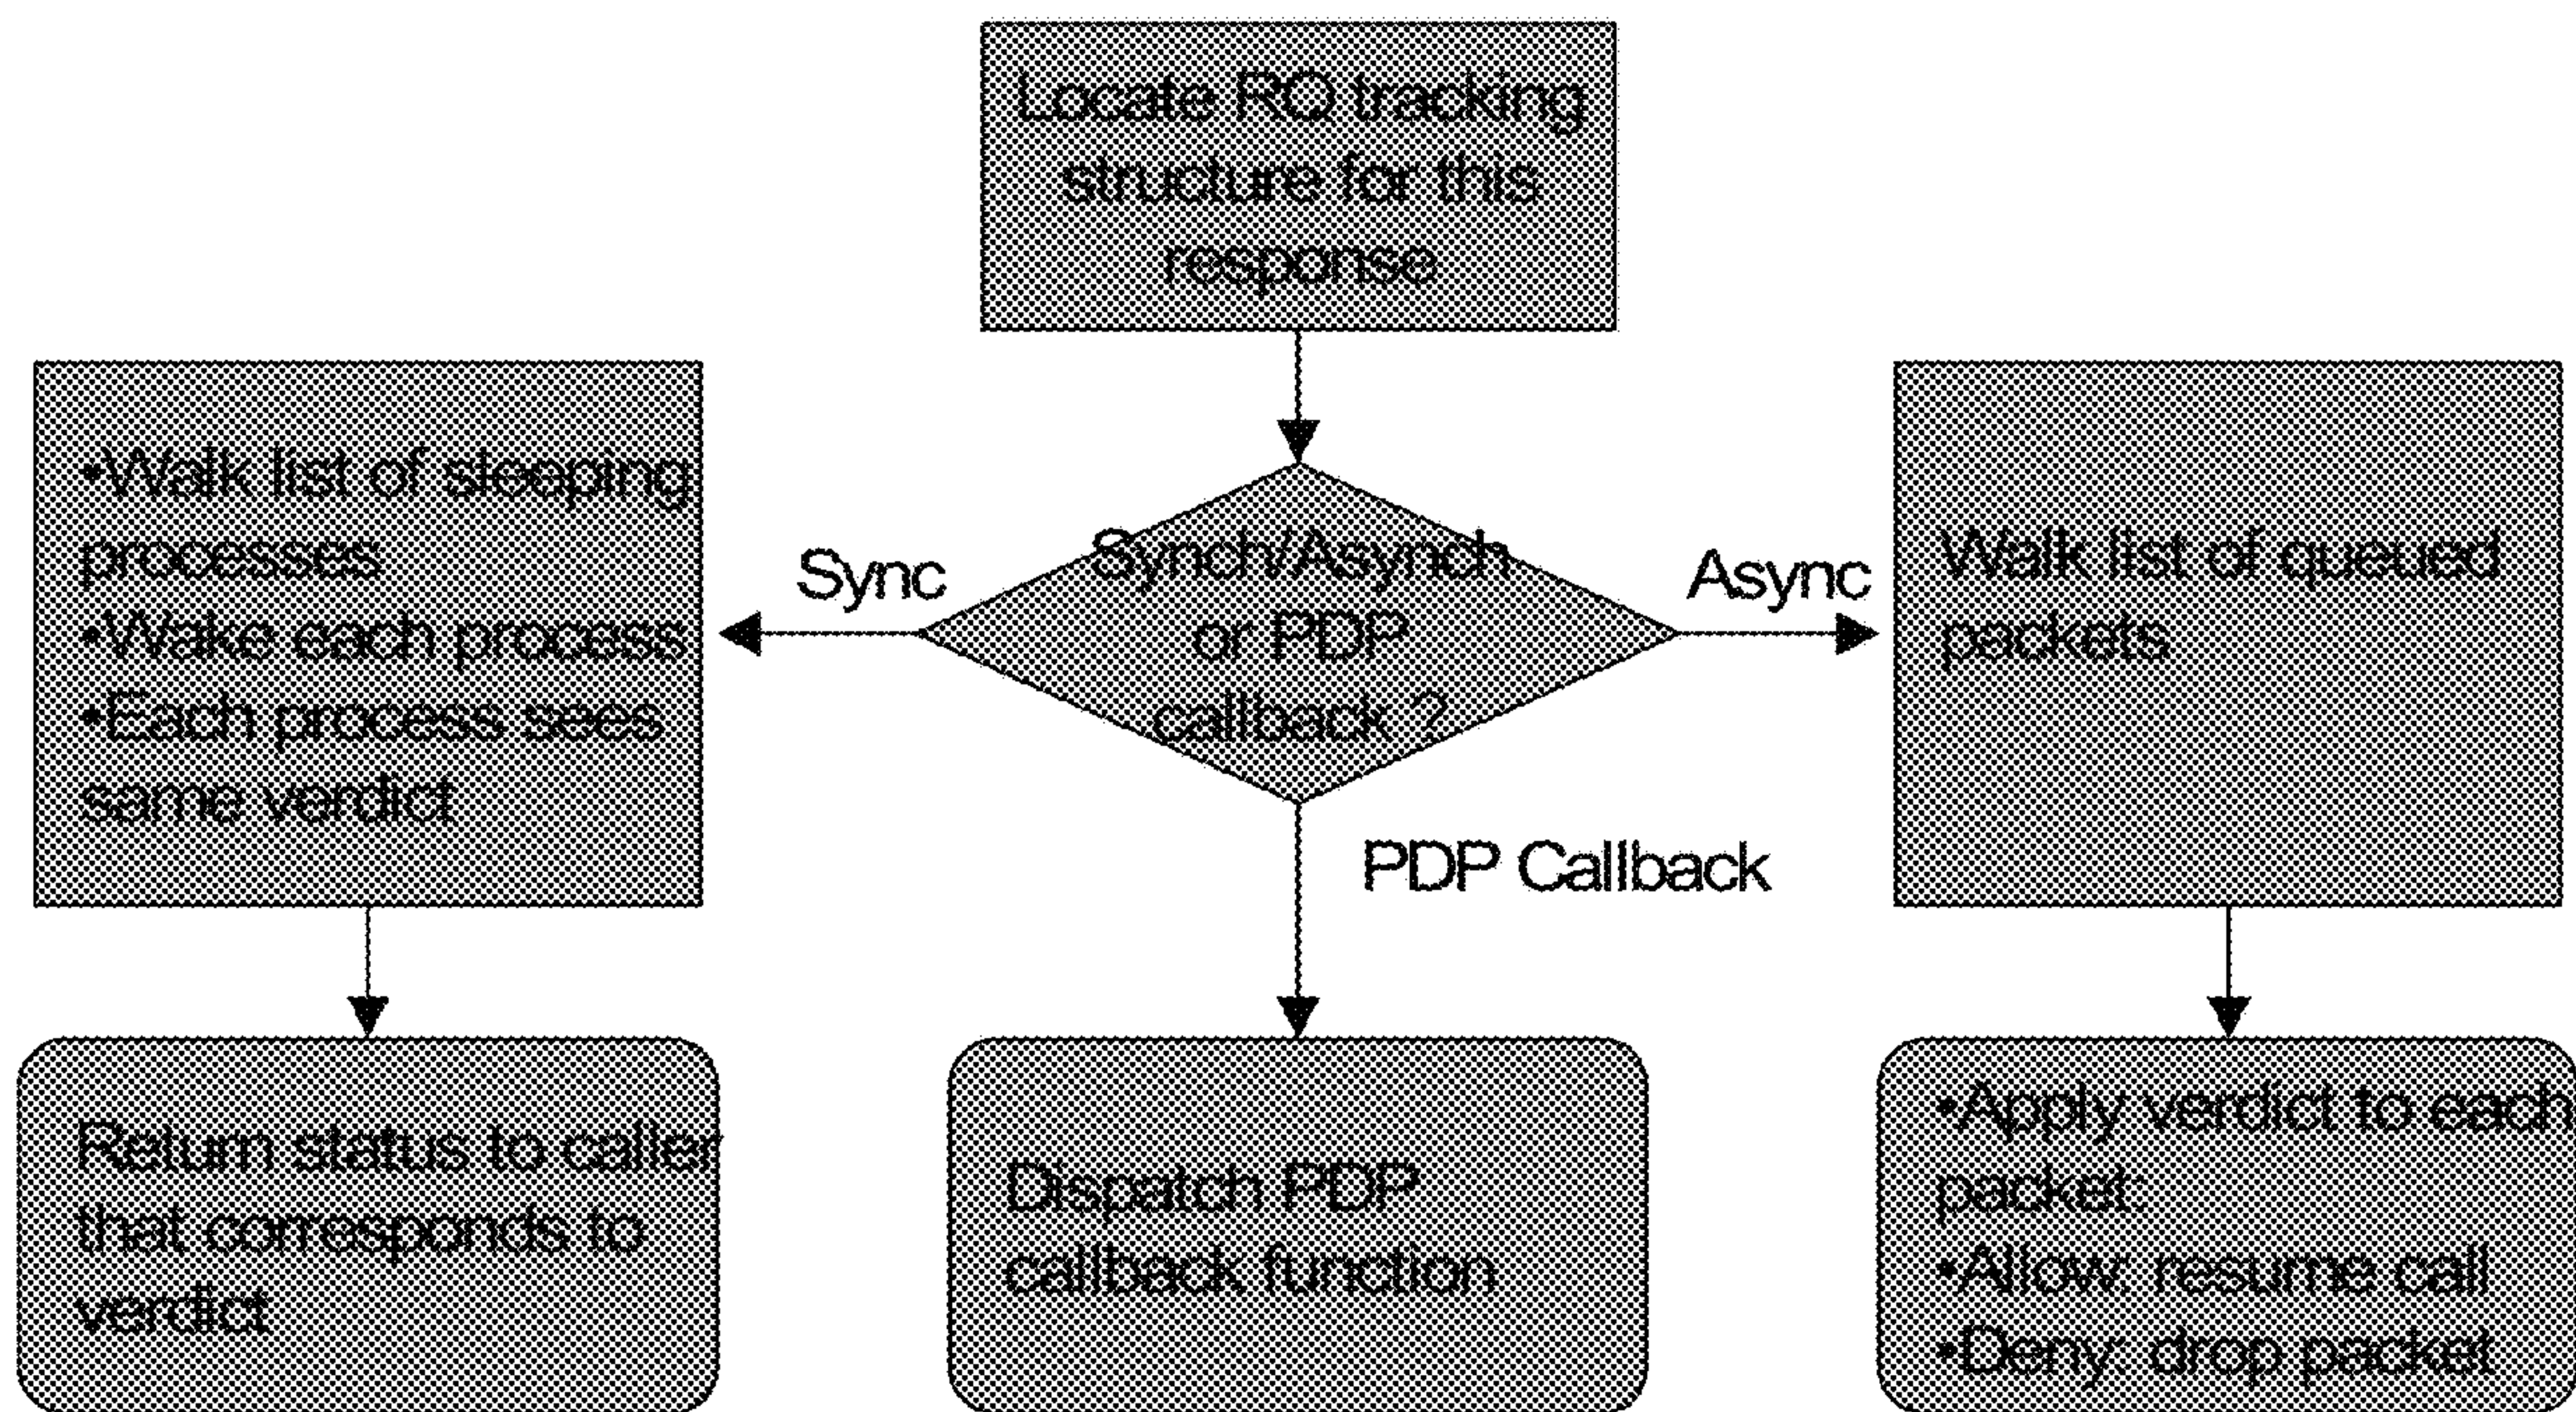 Locate RQ tracking
structure for this
response
•Walk list of sleeping
processes
•Wake each process
•Each process sees
same verdict
Sync
Synch/Asynch
or PDP
callback ?
Async
Walk list of queued
packets
PDP Callback
Return status to caller
that corresponds to
verdict
Dispatch PDP
callback function
•Apply verdict to each
packet:
•Allow: resume call
•Deny: drop packet